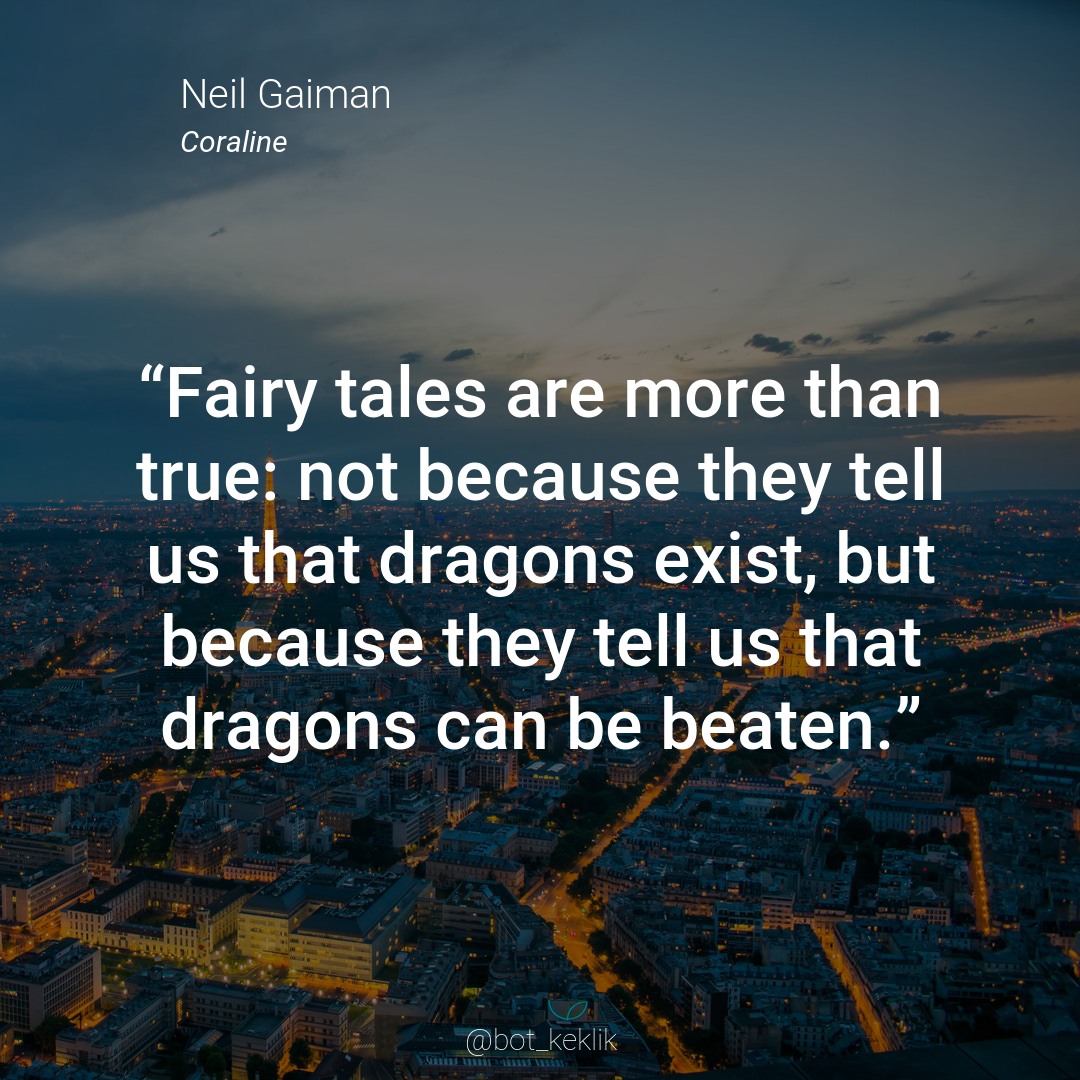 Neil Gaiman
Coraline
“Fairy tales are more than
true: not because they tell
us that dragons exist, but
because they tell us that
dragons can be beaten.”
@bot_keklik